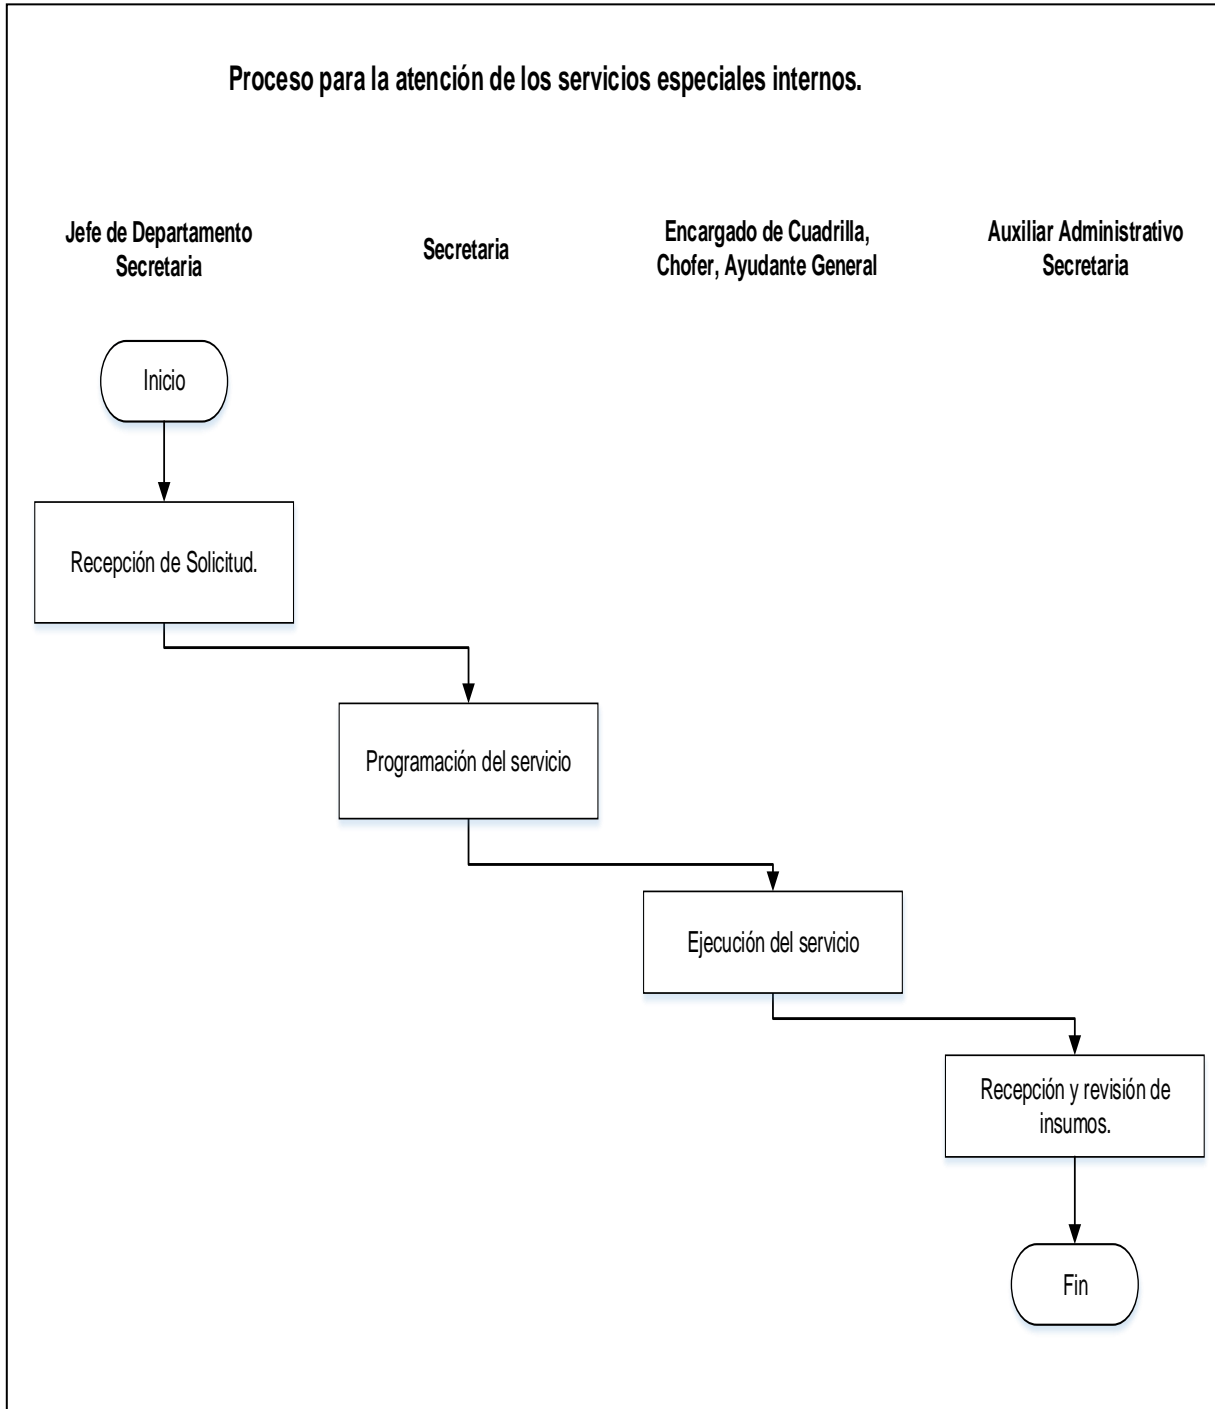 Proceso para la atención de los servicios especiales internos.
Jefe de Departamento
Secretaria
Secretaria
Encargado de Cuadrilla,
Chofer, Ayudante General
Auxiliar Administrativo
Secretaria
Inicio
Recepción de Solicitud.
Programación del servicio
Ejecución del servicio
Recepción y revisión de
insumos.
Fin